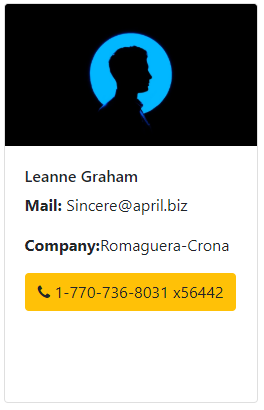 Leanne Graham
Mail: Sincere@april.biz
Company:Romaguera-Crona
1-770-736-8031 x56442